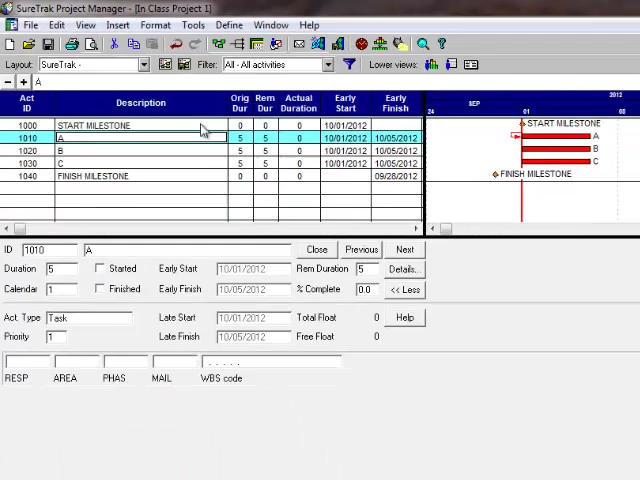 SureTrak Project Manager - [In Class Project 1]
File Edit View Insert Format Tools Define Window Help
Layout: SureTrak - Filter: All - All activities Lower views:
- + A
Act ID Description Orig Dur Rem Dur Actual Duration Early Start Early Finish 2012 SEP 24 01 08
1000 START MILESTONE 0 0 0 10/01/2012 START MILESTONE
1010 A 5 5 0 10/01/2012 10/05/2012 A
1020 B 5 5 0 10/01/2012 10/05/2012 B
1030 C 5 5 0 10/01/2012 10/05/2012 C
1040 FINISH MILESTONE 0 0 0 09/28/2012 FINISH MILESTONE
ID 1010 A Close Previous Next
Duration 5 Started Early Start 10/01/2012 Rem Duration 5 Details...
Calendar 1 Finished Early Finish 10/05/2012 % Complete 0.0 << Less
Act. Type Task Late Start 10/01/2012 Total Float 0 Help
Priority 1 Late Finish 10/05/2012 Free Float 0
. . . . .
RESP AREA PHAS MAIL WBS code